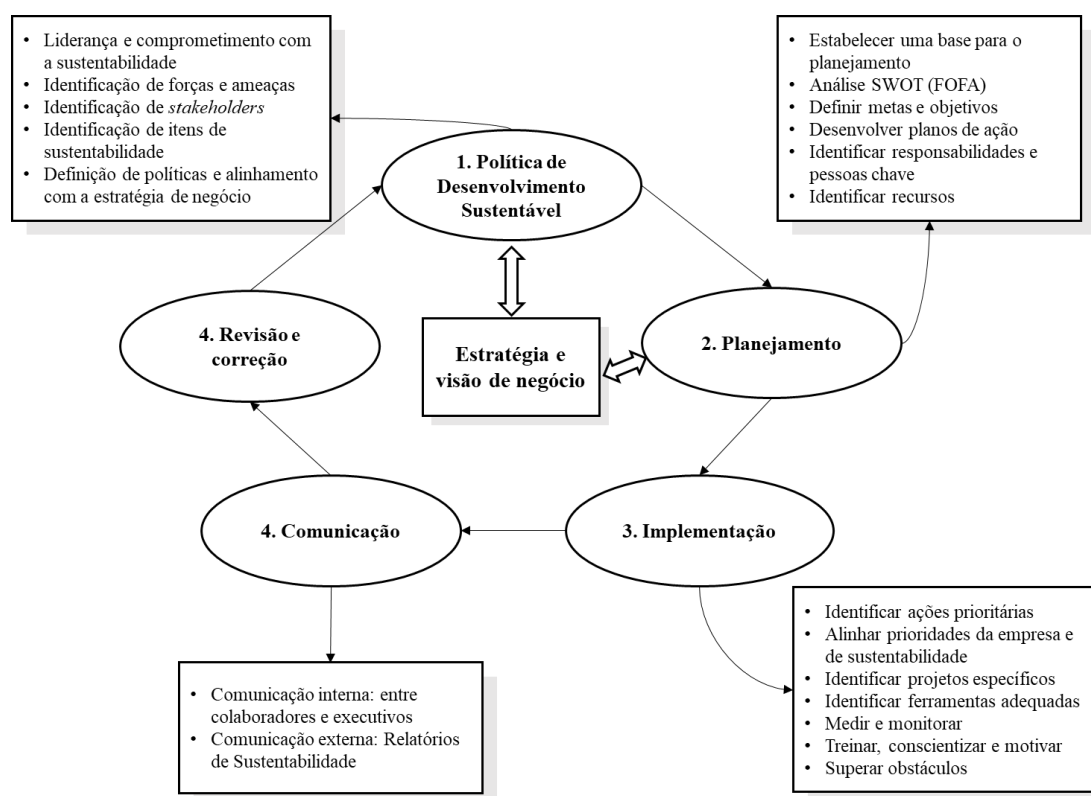 • Liderança e comprometimento com
a sustentabilidade
• Identificação de forças e ameaças
• Identificação de stakeholders
• Identificação de itens de
sustentabilidade
• Definição de políticas e alinhamento
com a estratégia de negócio
• Estabelecer uma base para o
planejamento
• Análise SWOT (FOFA)
• Definir metas e objetivos
• Desenvolver planos de ação
• Identificar responsabilidades e
pessoas chave
• Identificar recursos
1. Política de
Desenvolvimento
Sustentável
4. Revisão e
correção
Estratégia e
visão de negócio
2. Planejamento
4. Comunicação
3. Implementação
• Comunicação interna: entre
colaboradores e executivos
• Comunicação externa: Relatórios
de Sustentabilidade
• Identificar ações prioritárias
• Alinhar prioridades da empresa e
de sustentabilidade
• Identificar projetos específicos
• Identificar ferramentas adequadas
• Medir e monitorar
• Treinar, conscientizar e motivar
• Superar obstáculos